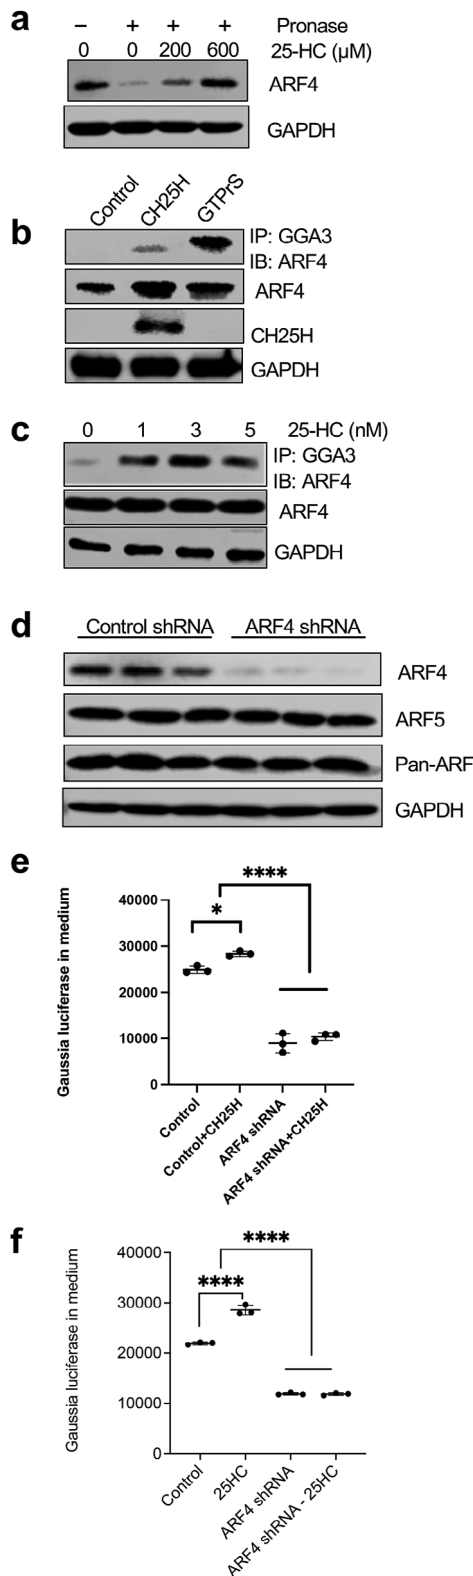 a
− + + + Pronase
0 0 200 600 25-HC (µM)
ARF4
GAPDH
Control CH25H GTPrS
b
IP: GGA3
IB: ARF4
ARF4
CH25H
GAPDH
c
0 1 3 5 25-HC (nM)
IP: GGA3
IB: ARF4
ARF4
GAPDH
d
Control shRNA ARF4 shRNA
ARF4
ARF5
Pan-ARF
GAPDH
e
****
*
40000
30000
20000
10000
0
Gaussia luciferase in medium
Control
Control+CH25H
ARF4 shRNA
ARF4 shRNA+CH25H
f
****
****
40000
30000
20000
10000
0
Gaussia luciferase in medium
Control
25HC
ARF4 shRNA
ARF4 shRNA - 25HC